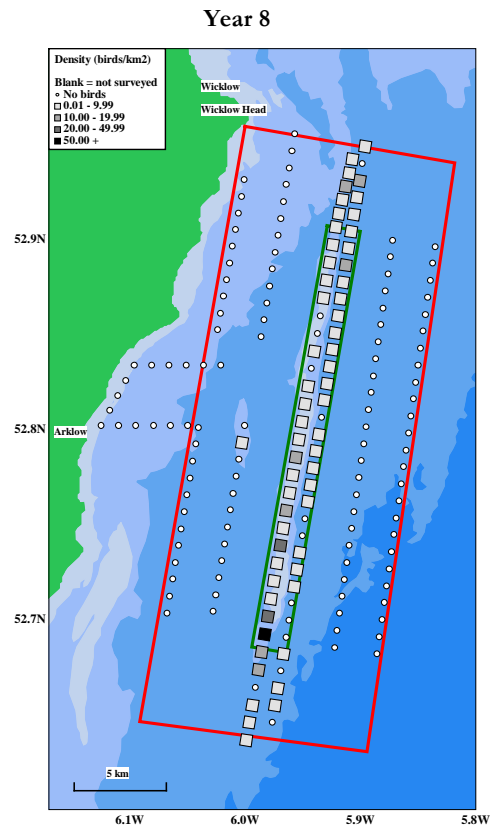 Year 8
Density (birds/km2)
Blank = not surveyed
No birds
0.01 - 9.99
10.00 - 19.99
20.00 - 49.99
50.00 +
Wicklow
Wicklow Head
52.9N
52.8N
Arklow
52.7N
5 km
6.1W 6.0W 5.9W 5.8W